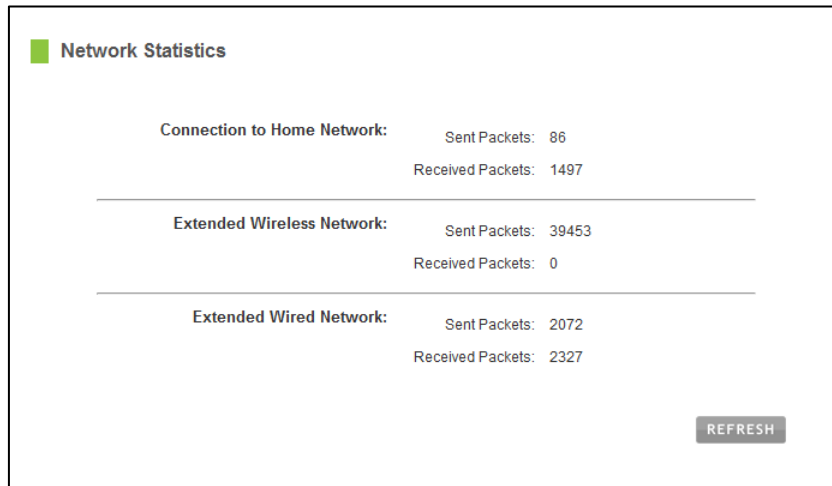 Network Statistics
Connection to Home Network: Sent Packets: 86
Received Packets: 1497
Extended Wireless Network: Sent Packets: 39453
Received Packets: 0
Extended Wired Network: Sent Packets: 2072
Received Packets: 2327
REFRESH